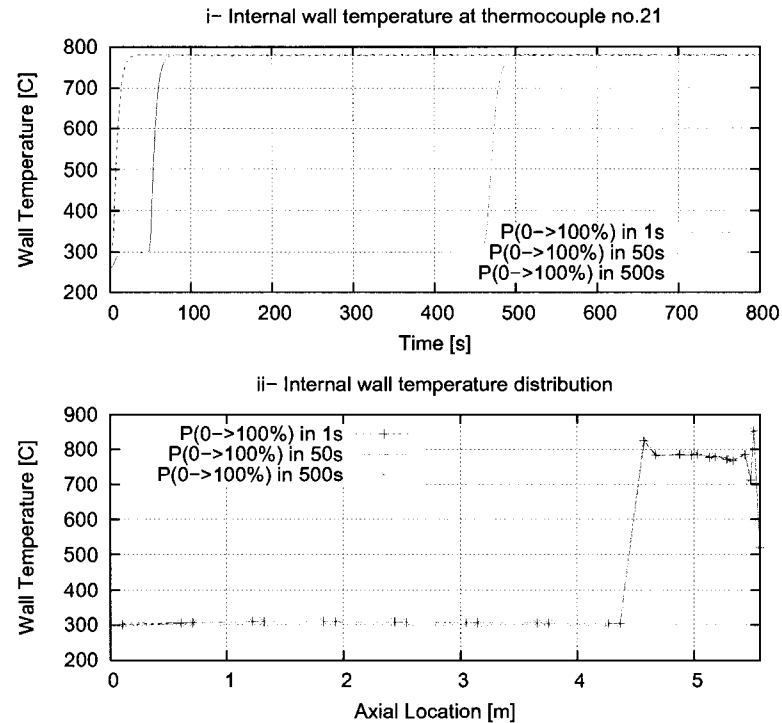 i− Internal wall temperature at thermocouple no.21
800
700
600
500
400
300
200
Wall Temperature [C]
P(0->100%) in 1s
P(0->100%) in 50s
P(0->100%) in 500s
0 100 200 300 400 500 600 700 800
Time [s]
ii− Internal wall temperature distribution
900
800
700
600
500
400
300
200
Wall Temperature [C]
P(0->100%) in 1s
P(0->100%) in 50s
P(0->100%) in 500s
0 1 2 3 4 5
Axial Location [m]